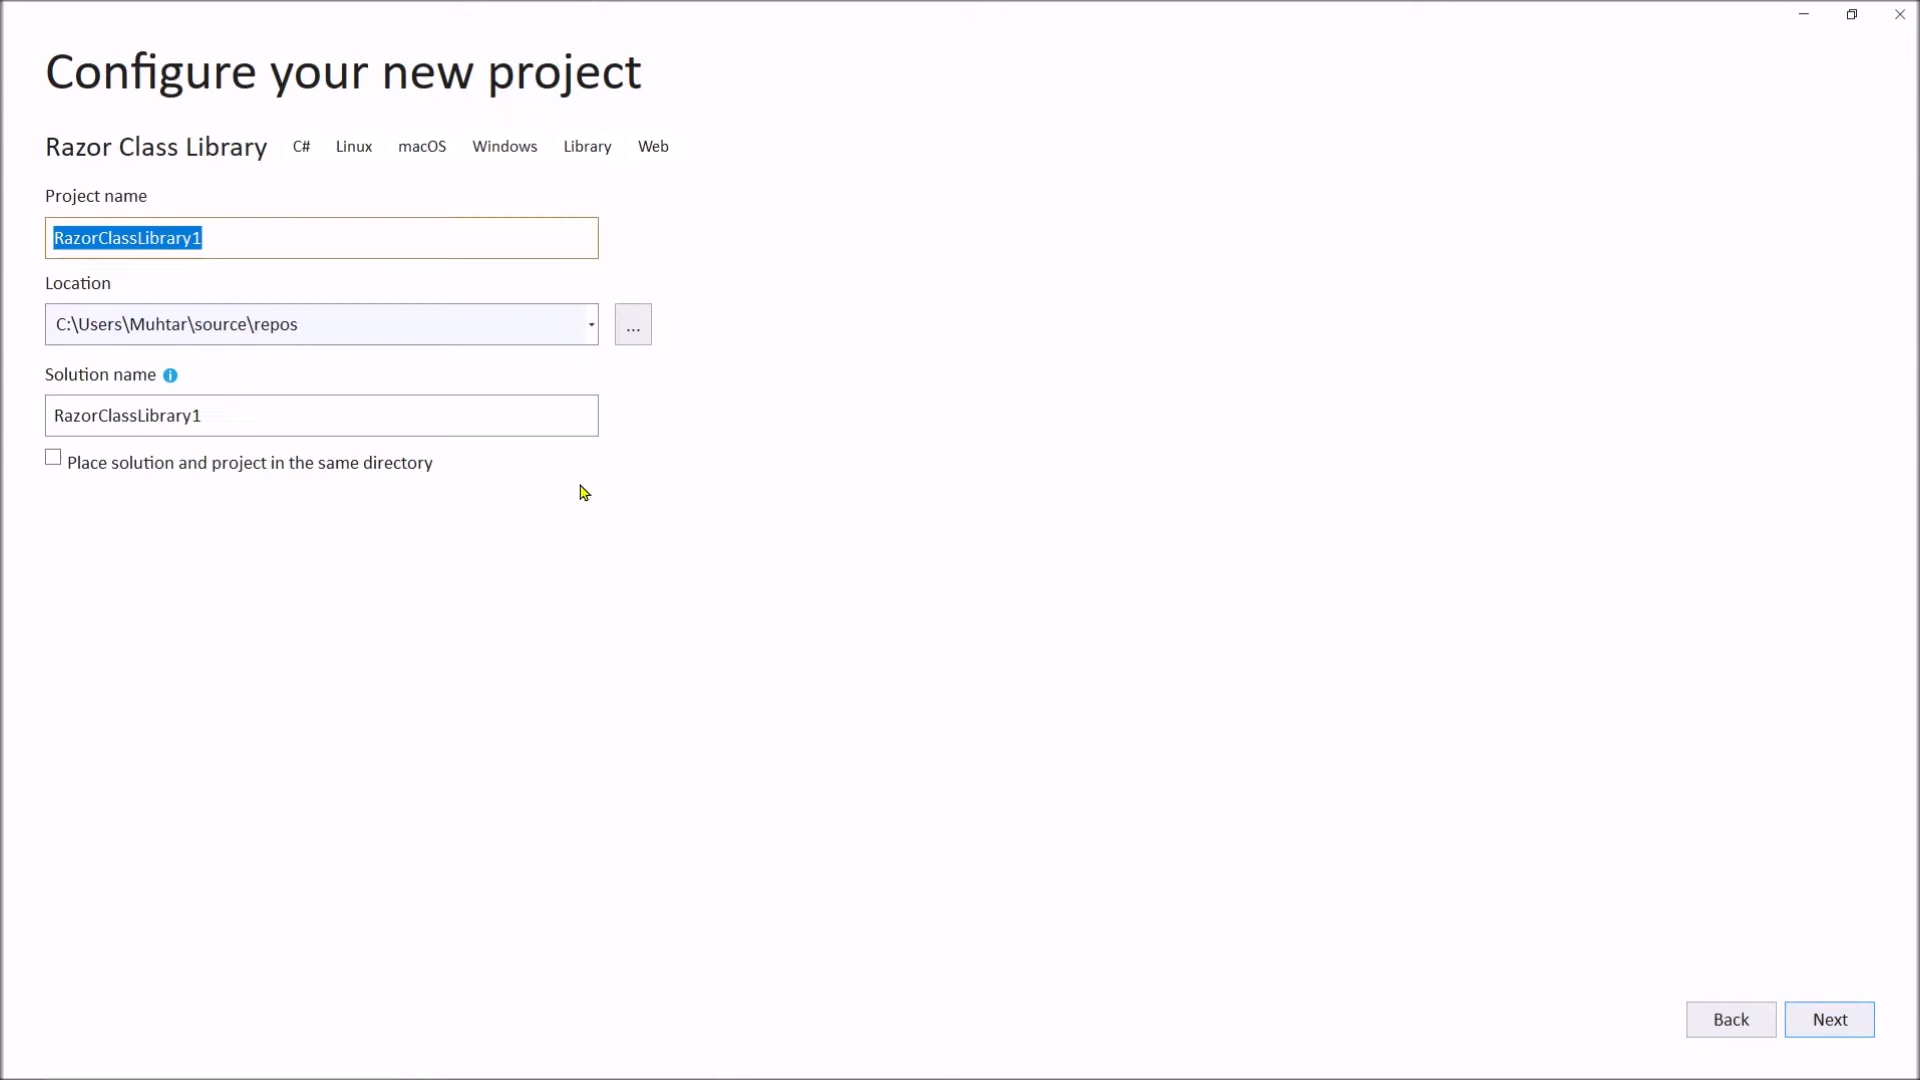 Configure your new project
Razor Class Library C# Linux macOS Windows Library Web
Project name
RazorClassLibrary1
Location
C:\Users\Muhtar\source\repos
...
Solution name
RazorClassLibrary1
Place solution and project in the same directory
Back Next